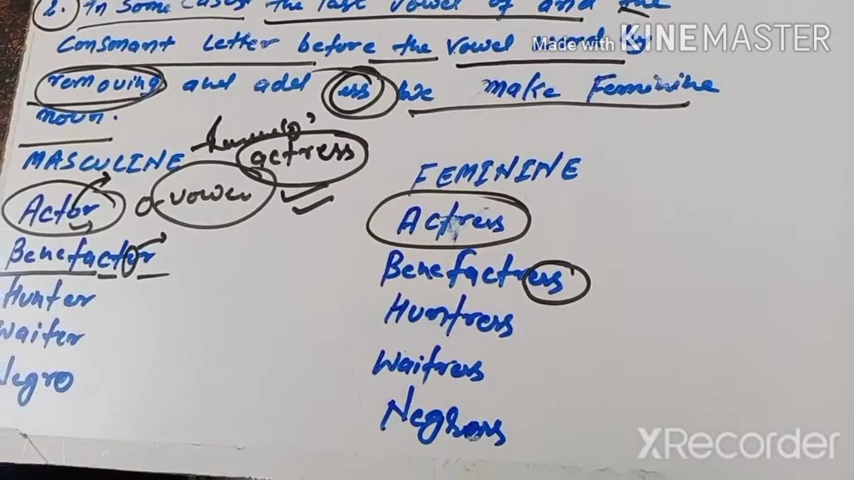 2. In some cases the last vowel of and the
consonant letter before the vowel
removing and add ess we make Feminine
noun.
MASCULINE actress
FEMININE
Actor O-vowel Actress
Benefactor Benefactress
Hunter Huntress
Waiter Waitress
Negro Negress
Made with KINEMASTER
XRecorder